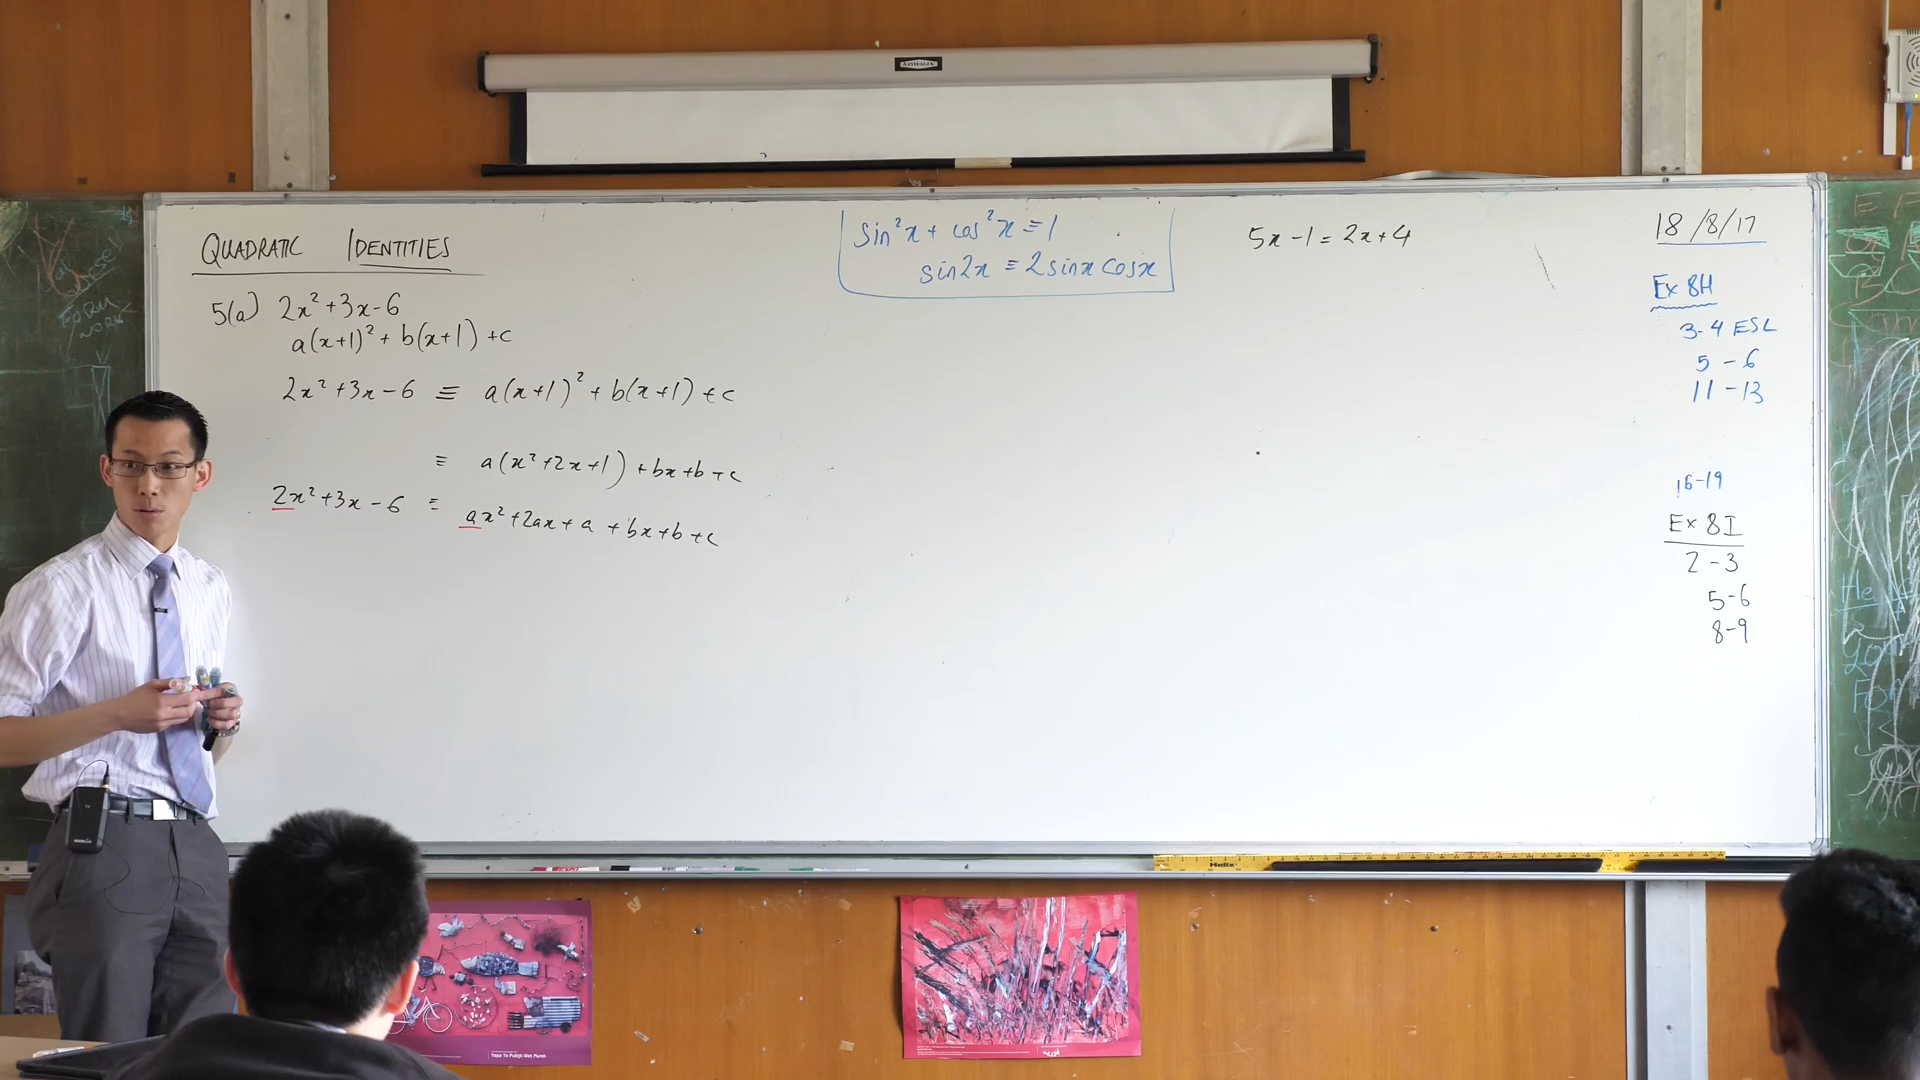 AUSTRALUX
QUADRATIC IDENTITIES
5(a) 2x² + 3x - 6
a(x+1)² + b(x+1) + c
2x² + 3x - 6 ≡ a(x+1)² + b(x+1) + c
≡ a(x² + 2x + 1) + bx + b + c
2x² + 3x - 6 ≡ ax² + 2ax + a + bx + b + c
sin²x + cos²x ≡ 1
sin2x ≡ 2sinx cosx
5x - 1 = 2x + 4
18/8/17
Ex 8H
3-4 ESL
5 - 6
11 - 13
16-19
Ex 8I
2 - 3
5-6
8-9
Helix